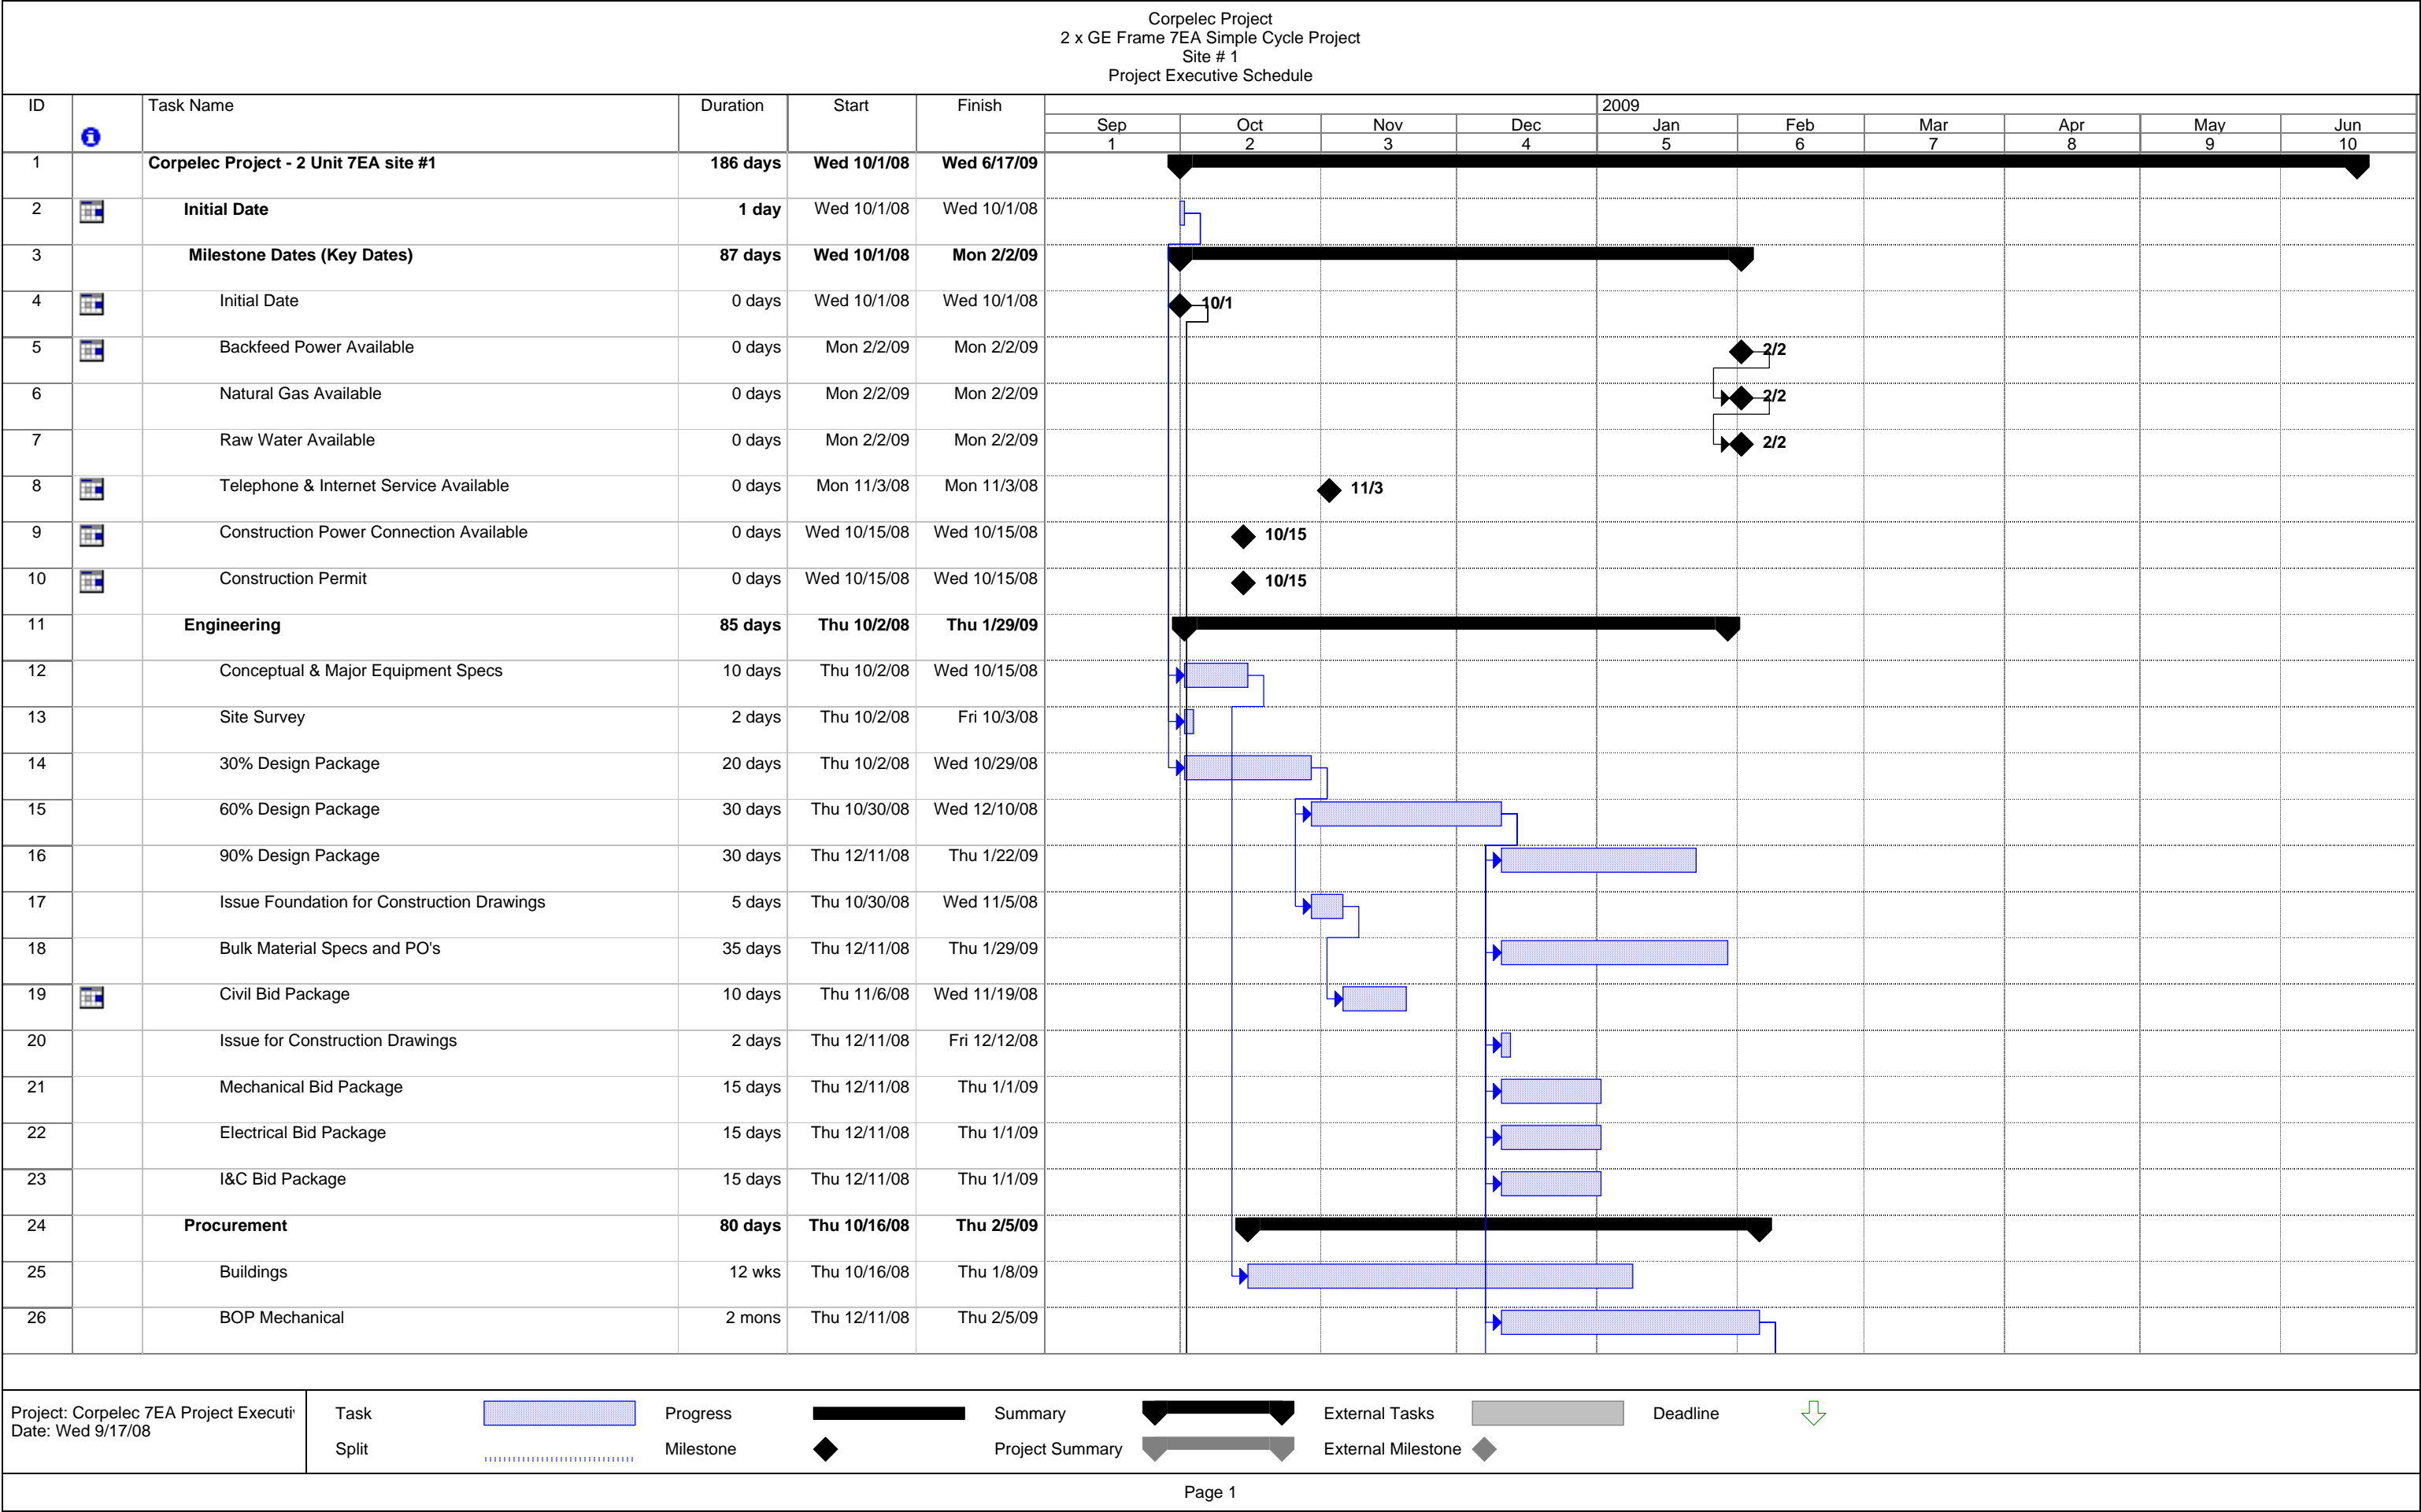 Corpelec Project
2 x GE Frame 7EA Simple Cycle Project
Site # 1
Project Executive Schedule
ID Task Name Duration Start Finish 2009
Sep Oct Nov Dec Jan Feb Mar Apr May Jun
1 2 3 4 5 6 7 8 9 10
1 Corpelec Project - 2 Unit 7EA site #1 186 days Wed 10/1/08 Wed 6/17/09
2 Initial Date 1 day Wed 10/1/08 Wed 10/1/08
3 Milestone Dates (Key Dates) 87 days Wed 10/1/08 Mon 2/2/09
4 Initial Date 0 days Wed 10/1/08 Wed 10/1/08 10/1
5 Backfeed Power Available 0 days Mon 2/2/09 Mon 2/2/09 2/2
6 Natural Gas Available 0 days Mon 2/2/09 Mon 2/2/09 2/2
7 Raw Water Available 0 days Mon 2/2/09 Mon 2/2/09 2/2
8 Telephone & Internet Service Available 0 days Mon 11/3/08 Mon 11/3/08 11/3
9 Construction Power Connection Available 0 days Wed 10/15/08 Wed 10/15/08 10/15
10 Construction Permit 0 days Wed 10/15/08 Wed 10/15/08 10/15
11 Engineering 85 days Thu 10/2/08 Thu 1/29/09
12 Conceptual & Major Equipment Specs 10 days Thu 10/2/08 Wed 10/15/08
13 Site Survey 2 days Thu 10/2/08 Fri 10/3/08
14 30% Design Package 20 days Thu 10/2/08 Wed 10/29/08
15 60% Design Package 30 days Thu 10/30/08 Wed 12/10/08
16 90% Design Package 30 days Thu 12/11/08 Thu 1/22/09
17 Issue Foundation for Construction Drawings 5 days Thu 10/30/08 Wed 11/5/08
18 Bulk Material Specs and PO's 35 days Thu 12/11/08 Thu 1/29/09
19 Civil Bid Package 10 days Thu 11/6/08 Wed 11/19/08
20 Issue for Construction Drawings 2 days Thu 12/11/08 Fri 12/12/08
21 Mechanical Bid Package 15 days Thu 12/11/08 Thu 1/1/09
22 Electrical Bid Package 15 days Thu 12/11/08 Thu 1/1/09
23 I&C Bid Package 15 days Thu 12/11/08 Thu 1/1/09
24 Procurement 80 days Thu 10/16/08 Thu 2/5/09
25 Buildings 12 wks Thu 10/16/08 Thu 1/8/09
26 BOP Mechanical 2 mons Thu 12/11/08 Thu 2/5/09
Project: Corpelec 7EA Project Executi
Date: Wed 9/17/08
Task Progress Summary External Tasks Deadline
Split Milestone Project Summary External Milestone
Page 1